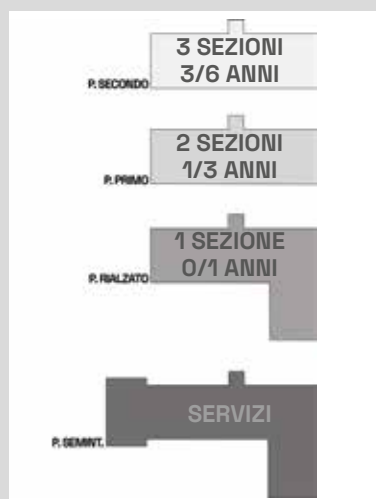 3 SEZIONI
3/6 ANNI
P. SECONDO
2 SEZIONI
1/3 ANNI
P. PRIMO
1 SEZIONE
0/1 ANNI
P. RIALZATO
SERVIZI
P. SEMINT.